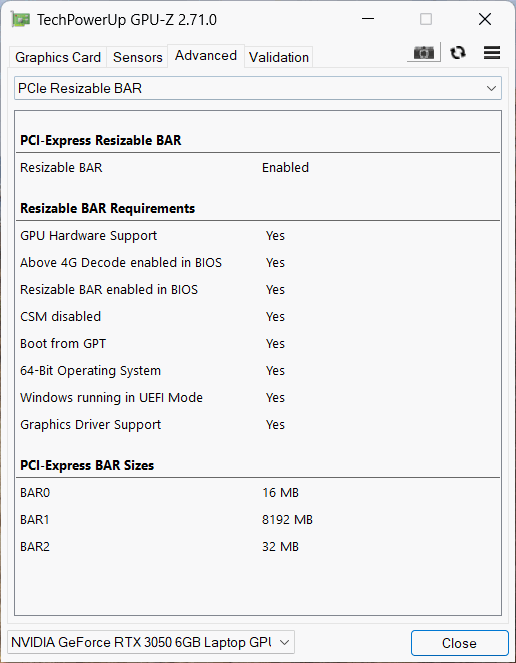 TechPowerUp GPU-Z 2.71.0
Graphics Card Sensors Advanced Validation
PCIe Resizable BAR
PCI-Express Resizable BAR
Resizable BAR Enabled
Resizable BAR Requirements
GPU Hardware Support Yes
Above 4G Decode enabled in BIOS Yes
Resizable BAR enabled in BIOS Yes
CSM disabled Yes
Boot from GPT Yes
64-Bit Operating System Yes
Windows running in UEFI Mode Yes
Graphics Driver Support Yes
PCI-Express BAR Sizes
BAR0 16 MB
BAR1 8192 MB
BAR2 32 MB
NVIDIA GeForce RTX 3050 6GB Laptop GPU Close